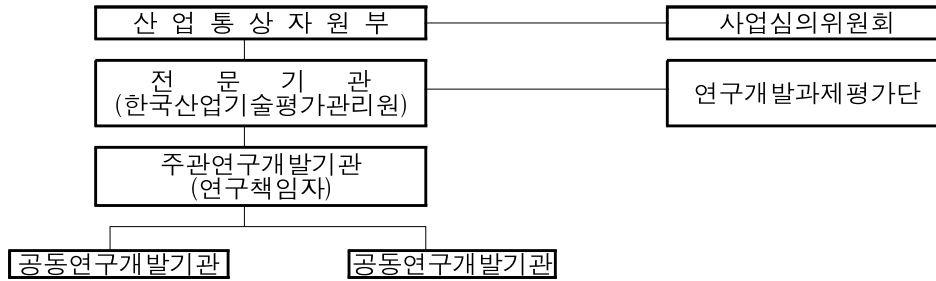 산 업 통 상 자 원 부
사업심의위원회
전 문 기 관
(한국산업기술평가관리원)
연구개발과제평가단
주관연구개발기관
(연구책임자)
공동연구개발기관
공동연구개발기관